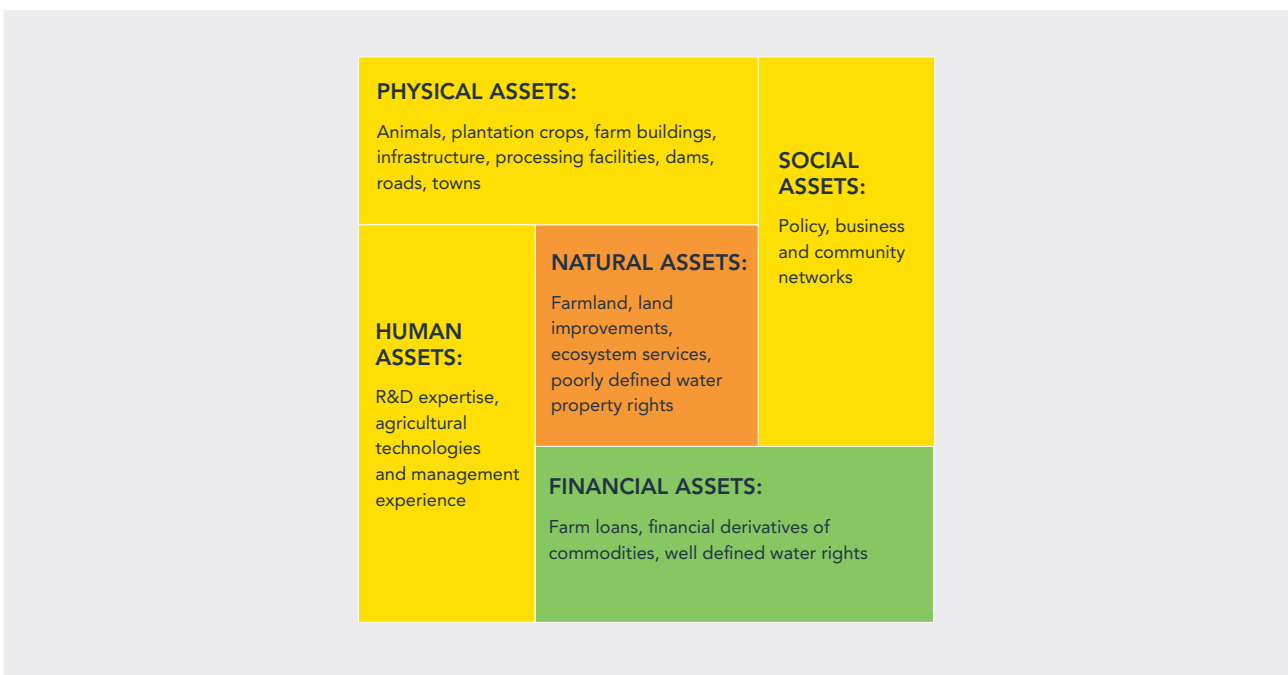 PHYSICAL ASSETS:
Animals, plantation crops, farm buildings,
infrastructure, processing facilities, dams,
roads, towns
SOCIAL
ASSETS:
Policy, business
and community
networks
HUMAN
ASSETS:
R&D expertise,
agricultural
technologies
and management
experience
NATURAL ASSETS:
Farmland, land
improvements,
ecosystem services,
poorly defined water
property rights
FINANCIAL ASSETS:
Farm loans, financial derivatives of
commodities, well defined water rights